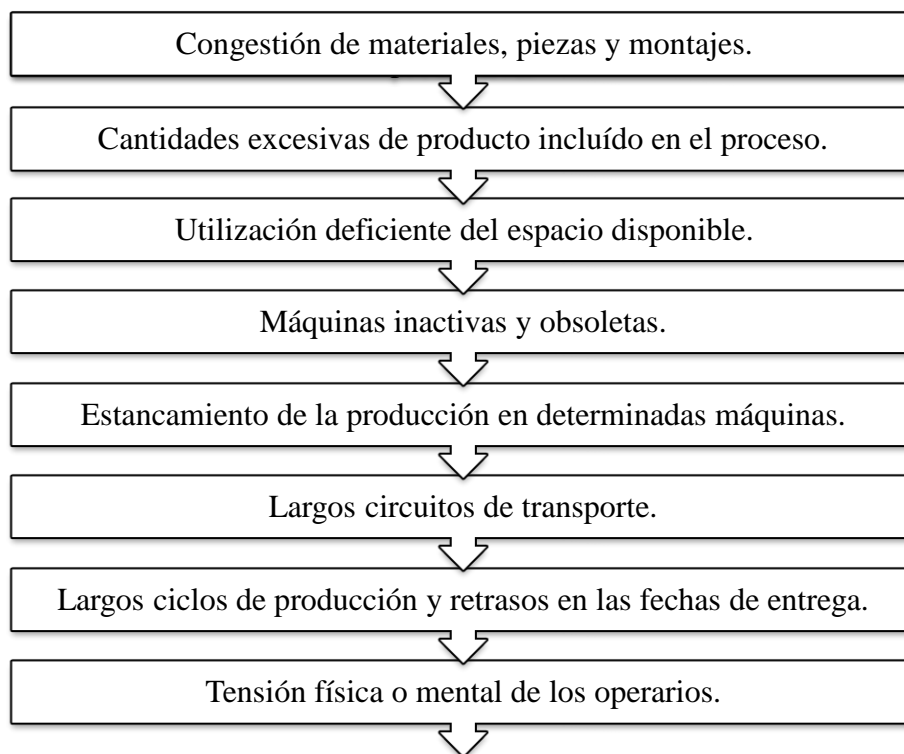 Congestión de materiales, piezas y montajes.
Cantidades excesivas de producto incluído en el proceso.
Utilización deficiente del espacio disponible.
Máquinas inactivas y obsoletas.
Estancamiento de la producción en determinadas máquinas.
Largos circuitos de transporte.
Largos ciclos de producción y retrasos en las fechas de entrega.
Tensión física o mental de los operarios.